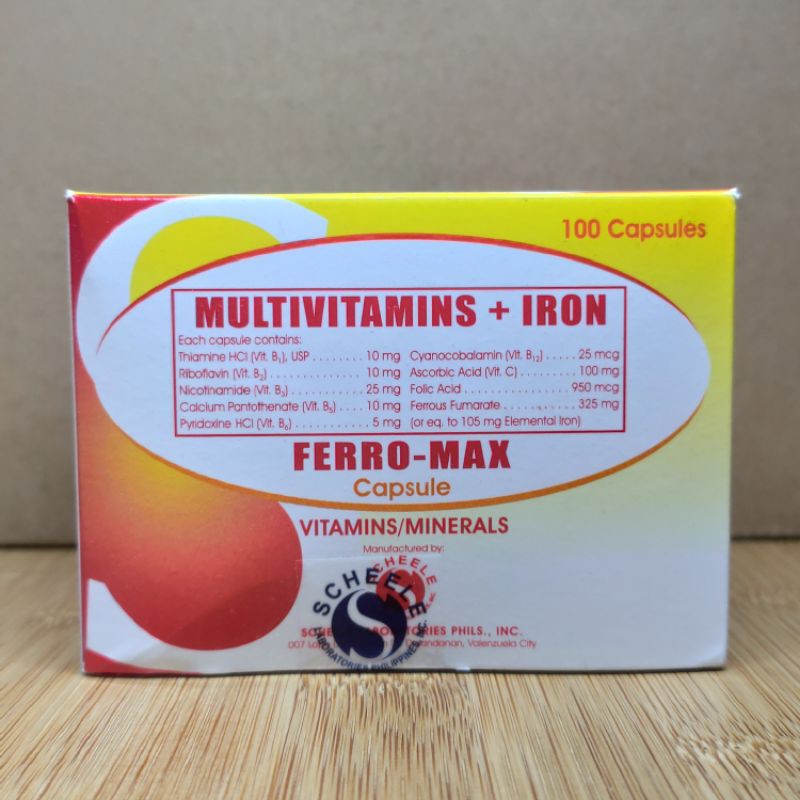 100 Capsules
MULTIVITAMINS + IRON
Each capsule contains:
Thiamine HCl (Vit. B₁), USP ........ 10 mg
Riboflavin (Vit. B₂) ................ 10 mg
Nicotinamide (Vit. B₃) ............ 25 mg
Calcium Pantothenate (Vit. B₅) .... 10 mg
Pyridoxine HCl (Vit. B₆) ........... 5 mg
Cyanocobalamin (Vit. B₁₂) ..... 25 mcg
Ascorbic Acid (Vit. C) ........... 100 mg
Folic Acid .................. 950 mcg
Ferrous Fumarate ............ 325 mg
(or eq. to 105 mg Elemental Iron)
FERRO-MAX
Capsule
VITAMINS/MINERALS
Manufactured by:
SCHEELE
SCHEELE
LABORATORIES PHILIPPINES, INC.
PHILS., INC.
007 Valenzuela City